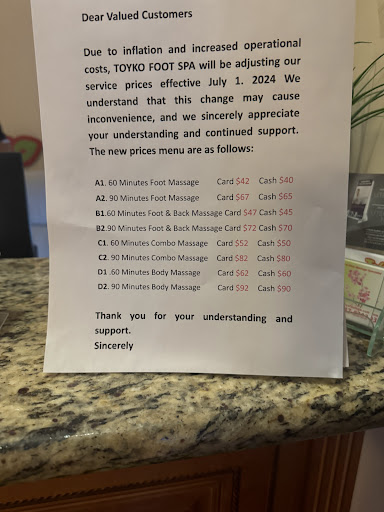 Dear Valued Customers
Due to inflation and increased operational
costs, TOYKO FOOT SPA will be adjusting our
service prices effective July 1. 2024 We
understand that this change may cause
inconvenience, and we sincerely appreciate
your understanding and continued support.
The new prices menu are as follows:
A1. 60 Minutes Foot Massage Card $42 Cash $40
A2. 90 Minutes Foot Massage Card $67 Cash $65
B1.60 Minutes Foot & Back Massage Card $47 Cash $45
B2.90 Minutes Foot & Back Massage Card $72 Cash $70
C1. 60 Minutes Combo Massage Card $52 Cash $50
C2. 90 Minutes Combo Massage Card $82 Cash $80
D1 .60 Minutes Body Massage Card $62 Cash $60
D2. 90 Minutes Body Massage Card $92 Cash $90
Thank you for your understanding and
support.
Sincerely